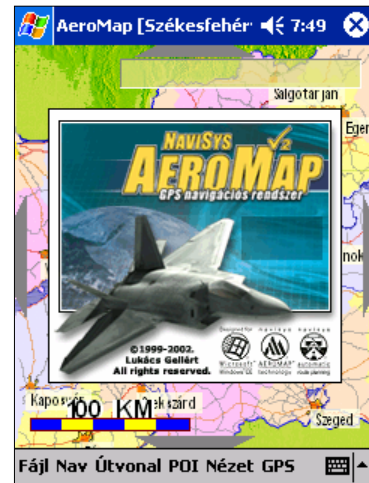 AeroMap [Székesfehér 7:49
Salgótarján
Eger
NAVISYS V2
AEROMAP
GPS navigációs rendszer
nok
©1999-2002.
Lukács Gellért
All rights reserved.
Designed for navisys navisys
Microsoft AEROMAP automatic
Windows CE technology route planning
100 KM
Szeged
Fájl Nav Útvonal POI Nézet GPS